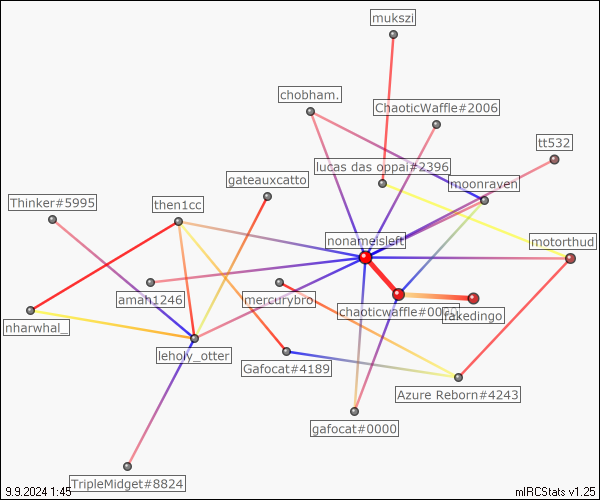 mukszi
chobham.
ChaoticWaffle#2006
tt532
lucas das oppai#2396
moonraven
gateauxcatto
Thinker#5995
then1cc
nonameisleft
motorthud
amah1246
mercurybro
chaoticwaffle#0000
fakedingo
nharwhal_
leholy_otter
Gafocat#4189
Azure Reborn#4243
gafocat#0000
TripleMidget#8824
9.9.2024 1:45
mIRCStats v1.25